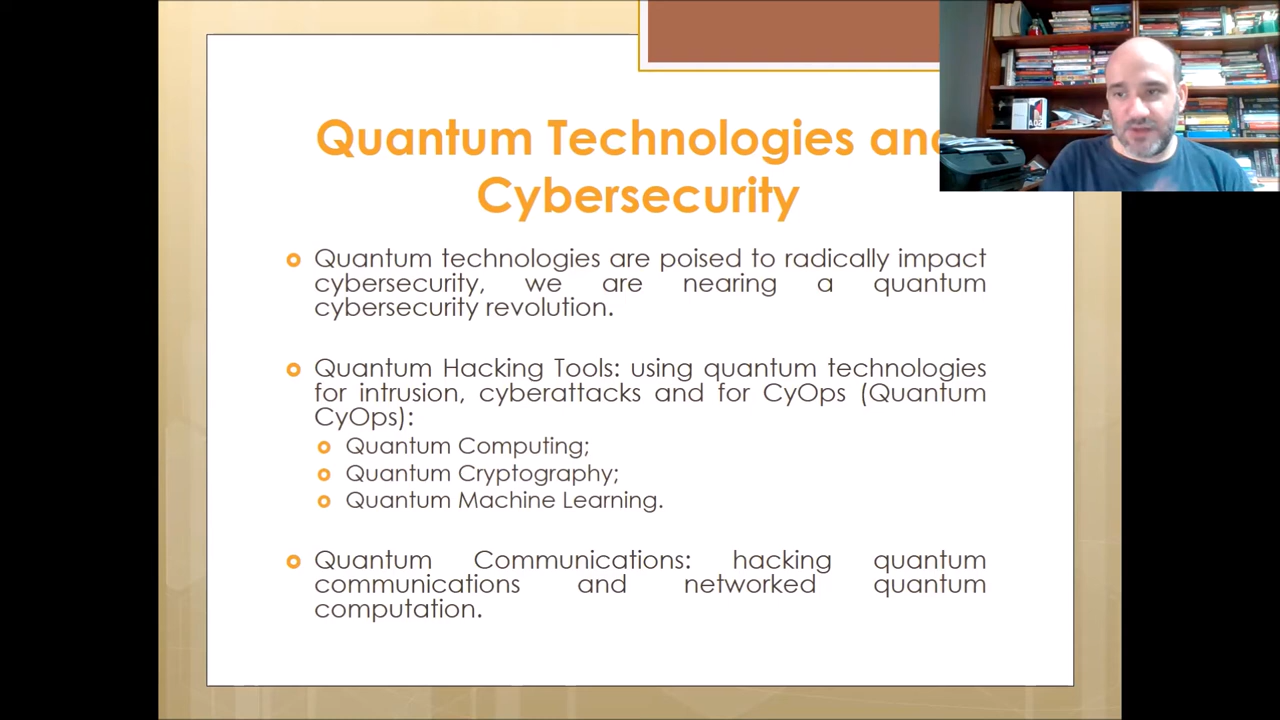 Quantum Technologies and
Cybersecurity
Quantum technologies are poised to radically impact
cybersecurity, we are nearing a quantum
cybersecurity revolution.
Quantum Hacking Tools: using quantum technologies
for intrusion, cyberattacks and for CyOps (Quantum
CyOps):
Quantum Computing;
Quantum Cryptography;
Quantum Machine Learning.
Quantum Communications: hacking quantum
communications and networked quantum
computation.